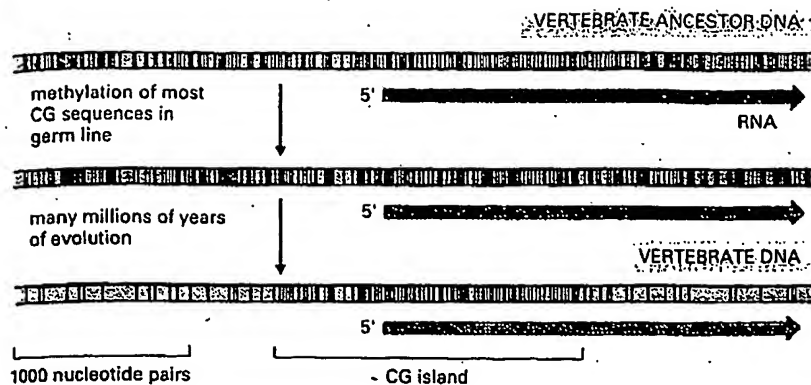 VERTEBRATE ANCESTOR DNA
methylation of most
CG sequences in
germ line
5'
RNA
many millions of years
of evolution
5'
VERTEBRATE DNA
5'
1000 nucleotide pairs
CG island